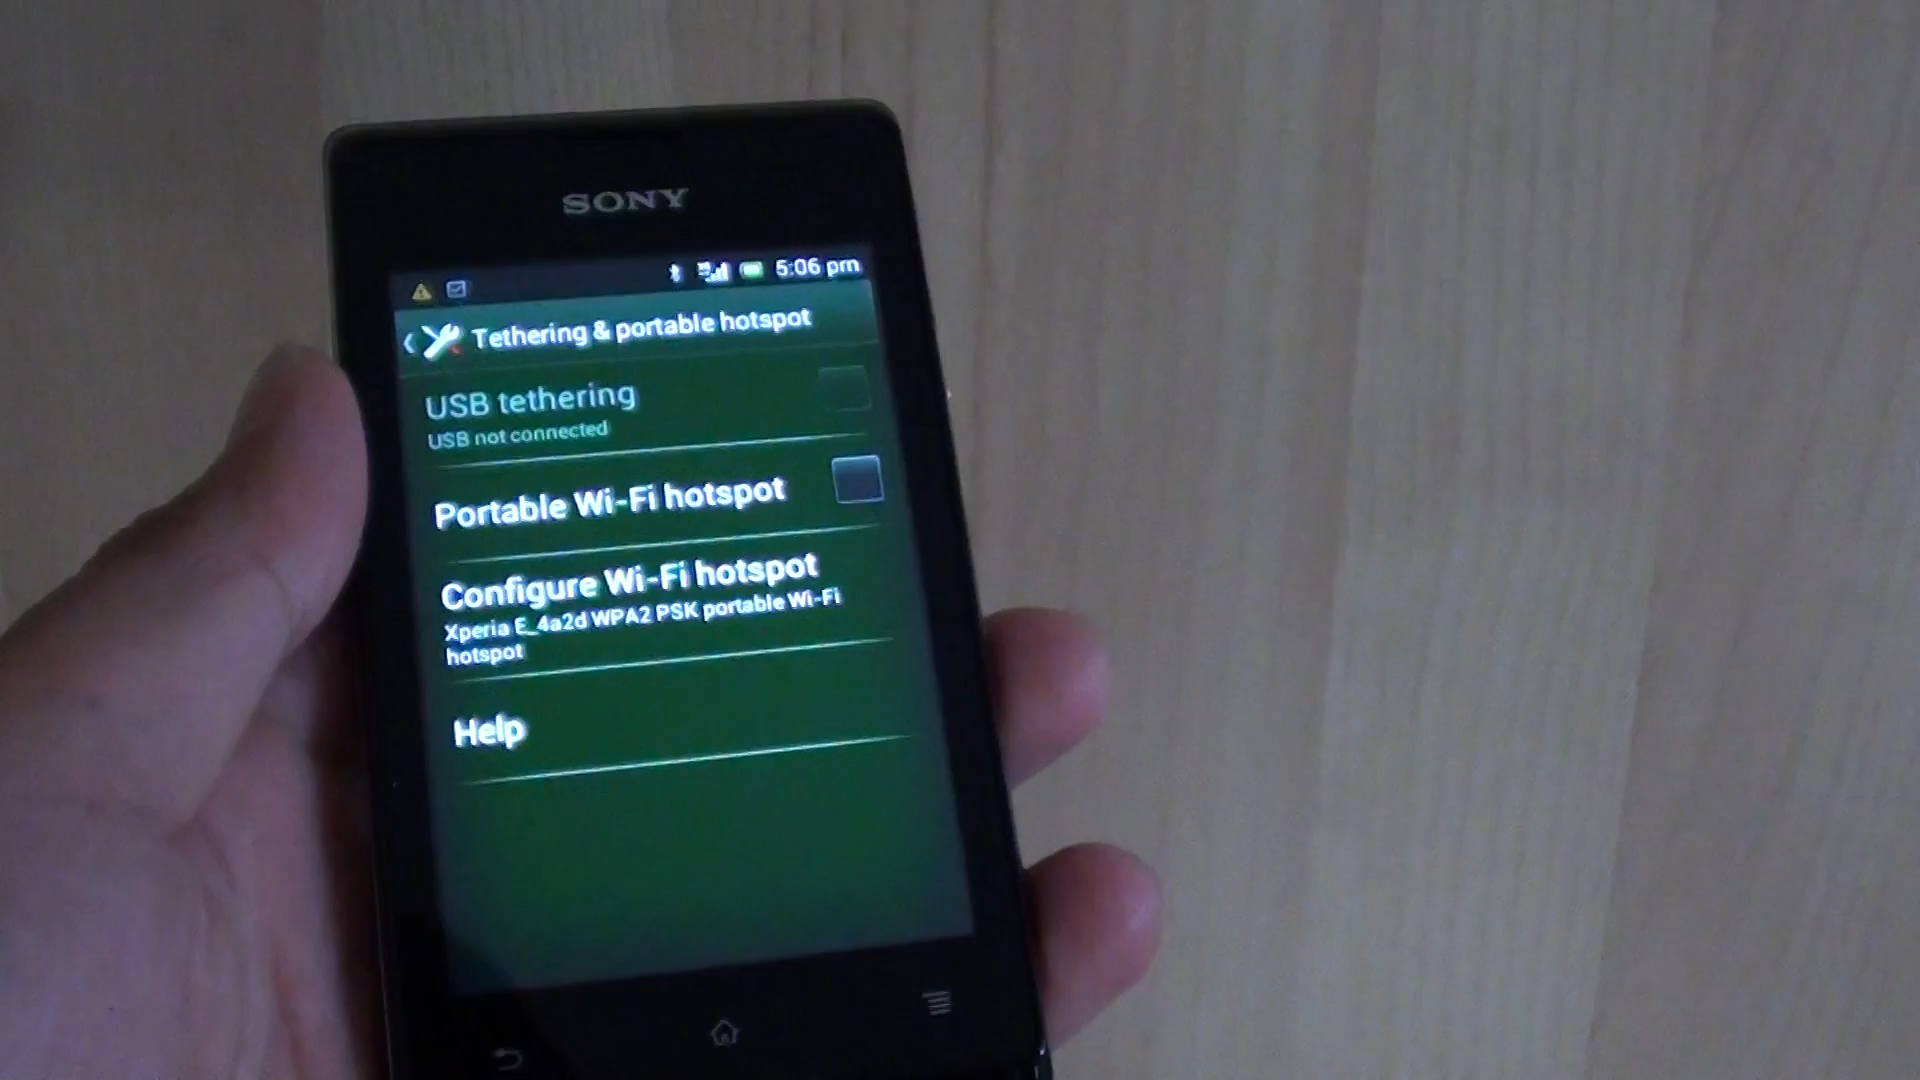 SONY
5:06 pm
Tethering & portable hotspot
USB tethering
USB not connected
Portable Wi-Fi hotspot
Configure Wi-Fi hotspot
Xperia E_4a2d WPA2 PSK portable Wi-Fi
hotspot
Help